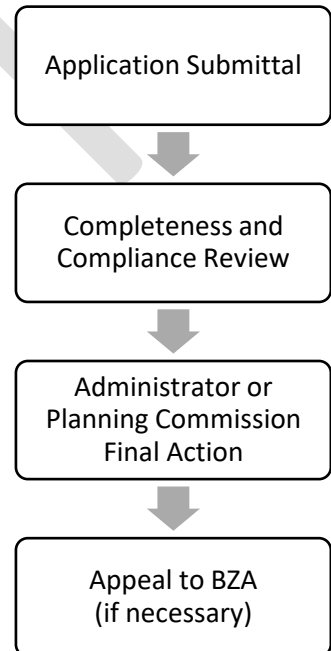 Application Submittal
Completeness and
Compliance Review
Administrator or
Planning Commission
Final Action
Appeal to BZA
(if necessary)